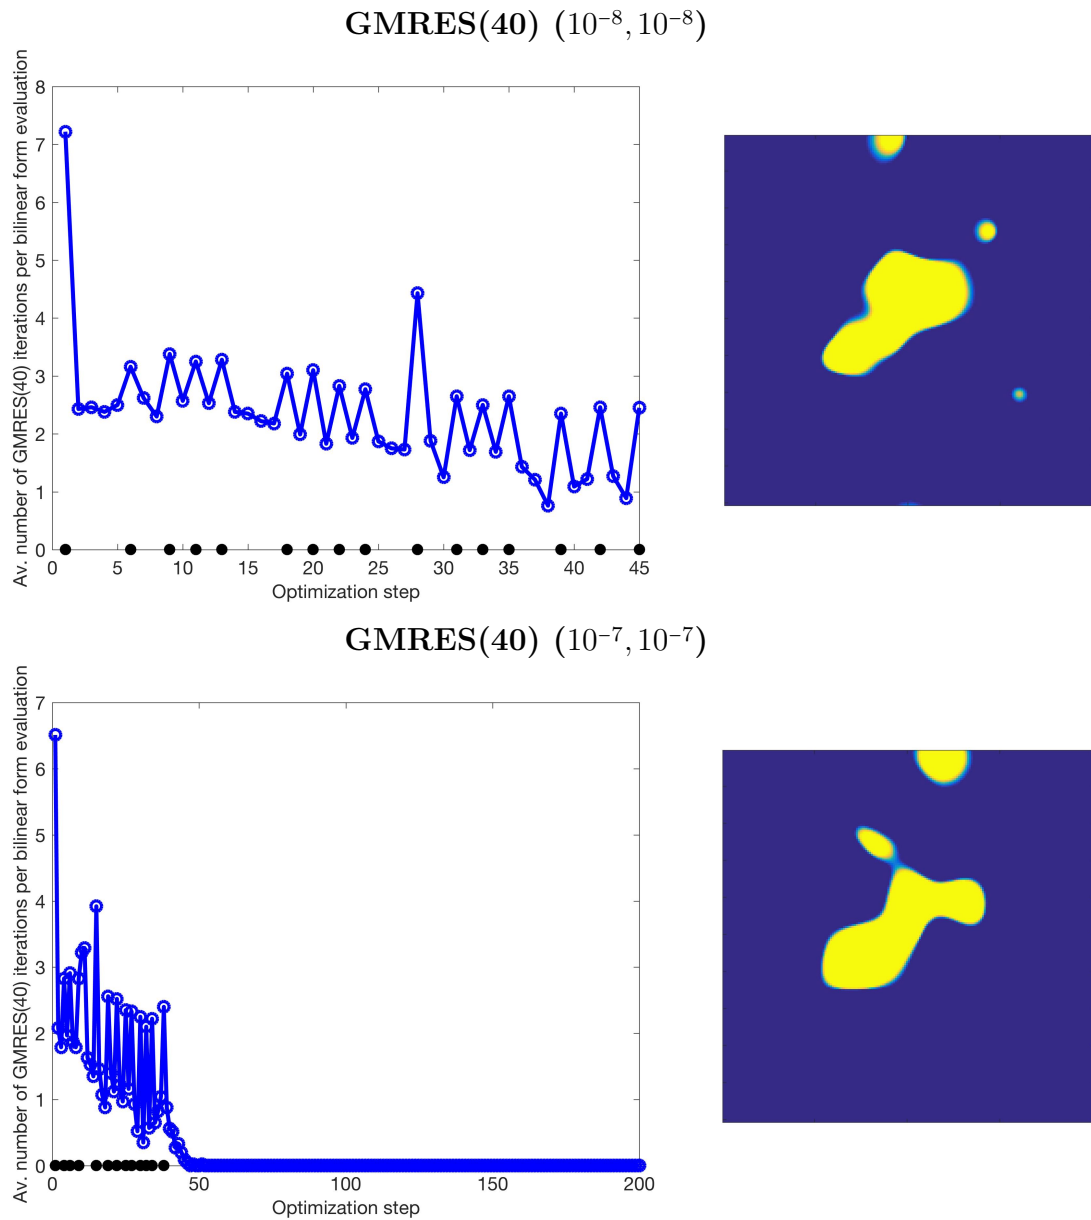 GMRES(40) (10⁻⁸, 10⁻⁸)
Av. number of GMRES(40) iterations per bilinear form evaluation
8
7
6
5
4
3
2
1
0
0 5 10 15 20 25 30 35 40 45
Optimization step
GMRES(40) (10⁻⁷, 10⁻⁷)
Av. number of GMRES(40) iterations per bilinear form evaluation
7
6
5
4
3
2
1
0
0 50 100 150 200
Optimization step